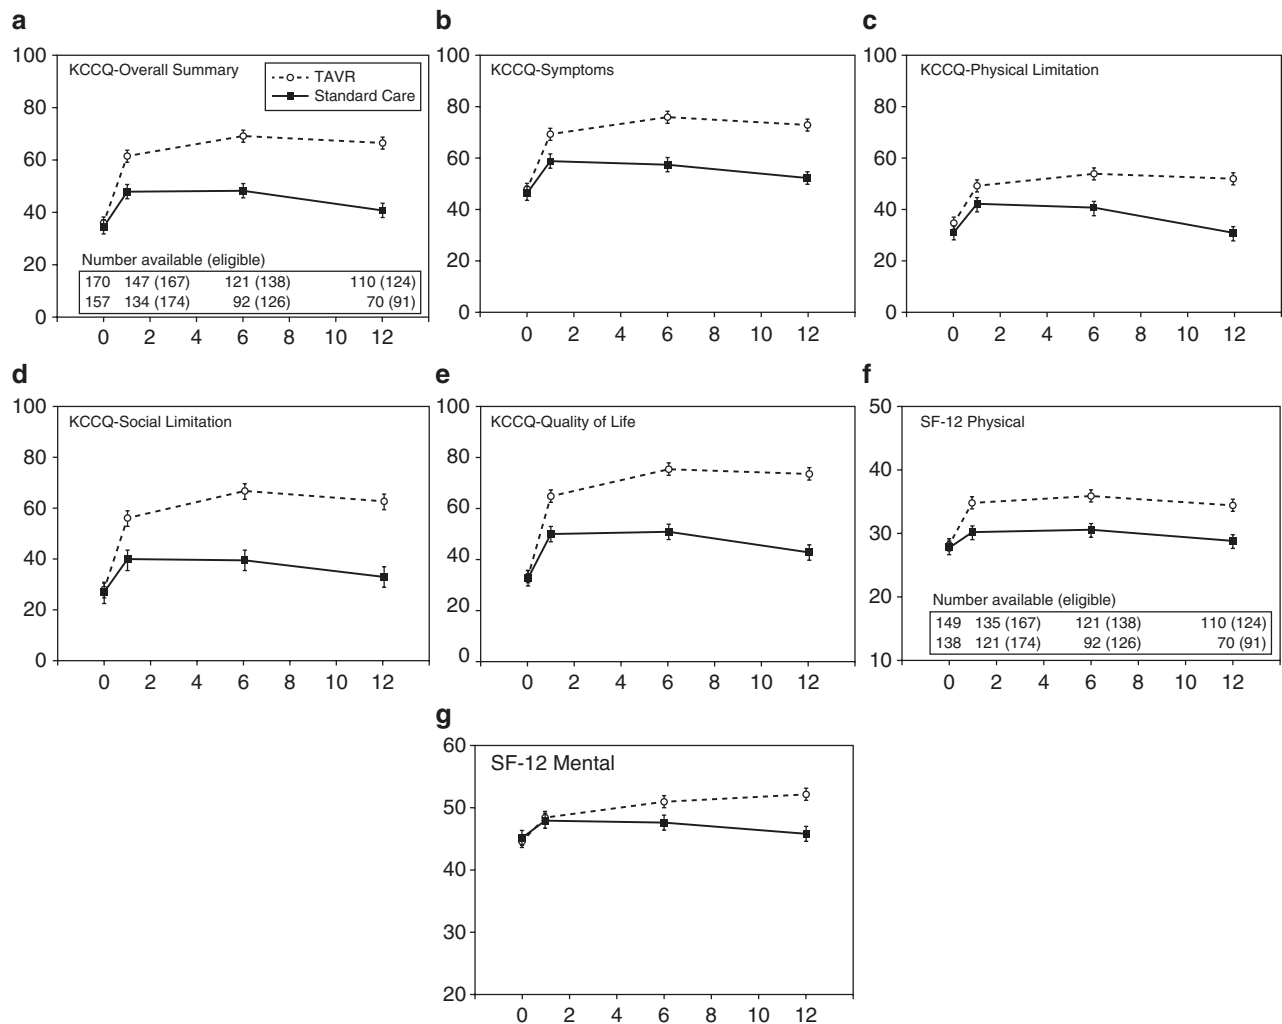 a
b
c
100
80
60
40
20
0
KCCQ-Overall Summary
TAVR
Standard Care
Number available (eligible)
170 147 (167) 121 (138) 110 (124)
157 134 (174) 92 (126) 70 (91)
0 2 4 6 8 10 12
100
80
60
40
20
0
KCCQ-Symptoms
0 2 4 6 8 10 12
100
80
60
40
20
0
KCCQ-Physical Limitation
0 2 4 6 8 10 12
d
e
f
100
80
60
40
20
0
KCCQ-Social Limitation
0 2 4 6 8 10 12
100
80
60
40
20
0
KCCQ-Quality of Life
0 2 4 6 8 10 12
50
40
30
20
10
SF-12 Physical
Number available (eligible)
149 135 (167) 121 (138) 110 (124)
138 121 (174) 92 (126) 70 (91)
0 2 4 6 8 10 12
g
60
50
40
30
20
SF-12 Mental
0 2 4 6 8 10 12